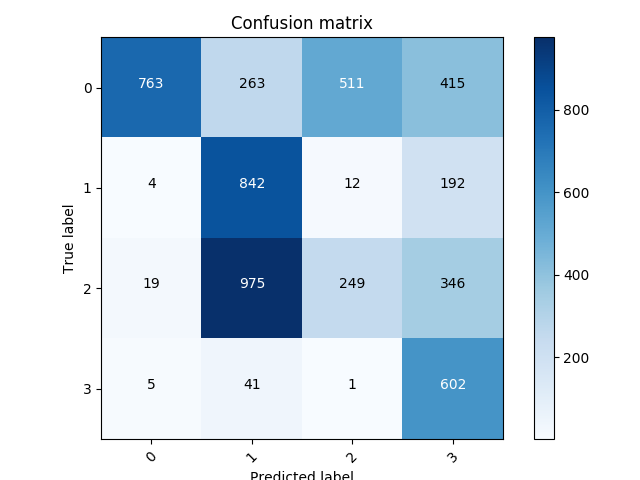 Confusion matrix
True label
0 763 263 511 415
1 4 842 12 192
2 19 975 249 346
3 5 41 1 602
0 1 2 3
Predicted label
800
600
400
200